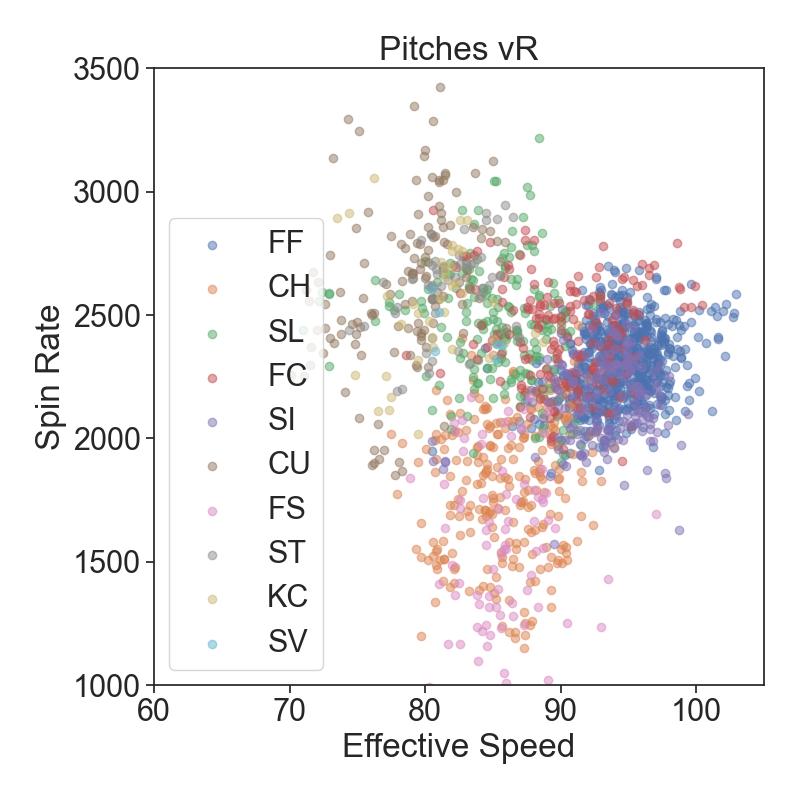 Pitches vR
3500
3000
2500
2000
1500
1000
Spin Rate
FF
CH
SL
FC
SI
CU
FS
ST
KC
SV
60 70 80 90 100
Effective Speed